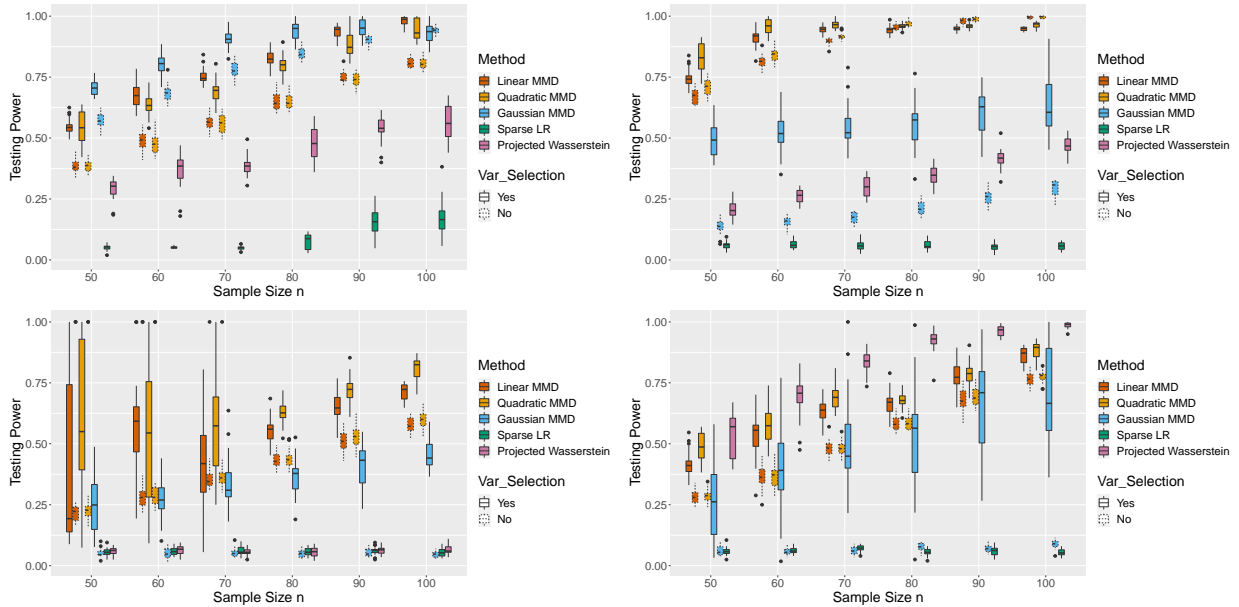 Testing Power
1.00
0.75
0.50
0.25
0.00
50 60 70 80 90 100
Sample Size n
Method
Linear MMD
Quadratic MMD
Gaussian MMD
Sparse LR
Projected Wasserstein
Var_Selection
Yes
No
Testing Power
1.00
0.75
0.50
0.25
0.00
50 60 70 80 90 100
Sample Size n
Method
Linear MMD
Quadratic MMD
Gaussian MMD
Sparse LR
Projected Wasserstein
Var_Selection
Yes
No
Testing Power
1.00
0.75
0.50
0.25
0.00
50 60 70 80 90 100
Sample Size n
Method
Linear MMD
Quadratic MMD
Gaussian MMD
Sparse LR
Projected Wasserstein
Var_Selection
Yes
No
Testing Power
1.00
0.75
0.50
0.25
0.00
50 60 70 80 90 100
Sample Size n
Method
Linear MMD
Quadratic MMD
Gaussian MMD
Sparse LR
Projected Wasserstein
Var_Selection
Yes
No